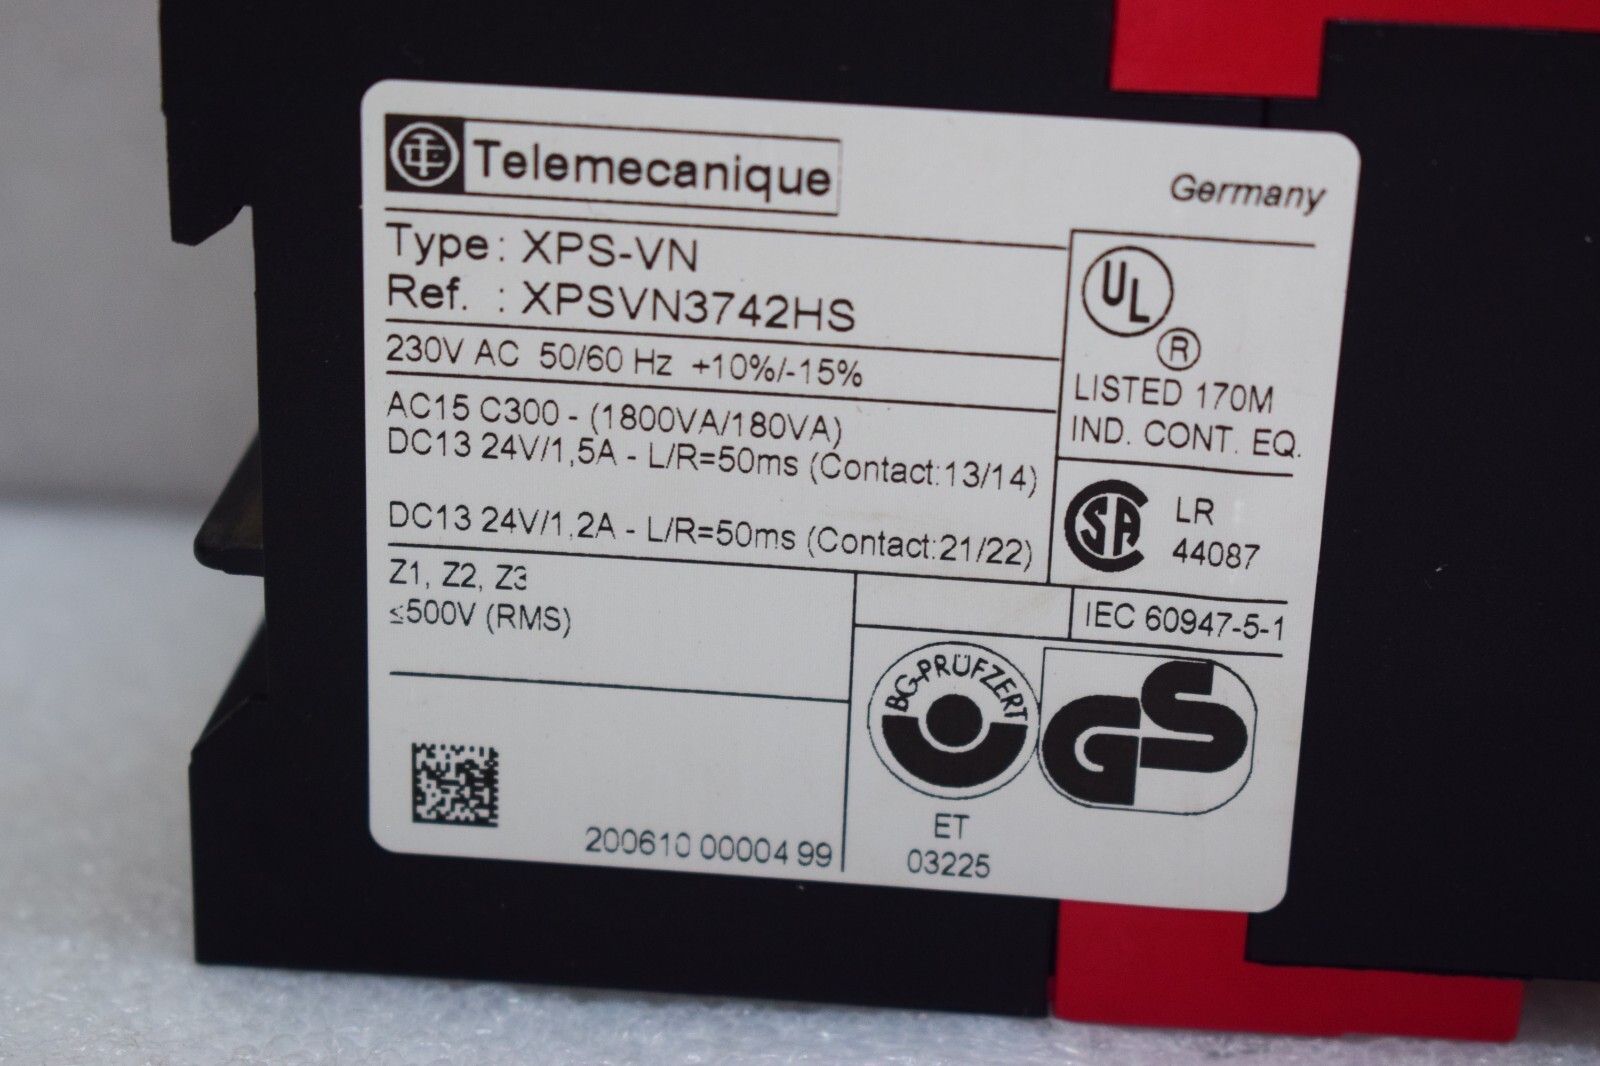 Telemecanique
Germany
Type : XPS-VN
Ref. : XPSVN3742HS
230V AC 50/60 Hz +10%/-15%
AC15 C300 - (1800VA/180VA)
DC13 24V/1,5A - L/R=50ms (Contact:13/14)
DC13 24V/1,2A - L/R=50ms (Contact:21/22)
Z1, Z2, Z3
≤500V (RMS)
200610 00004 99
UL
®
LISTED 170M
IND. CONT. EQ.
CSA
LR
44087
IEC 60947-5-1
BG-PRÜFZERT
GS
ET
03225